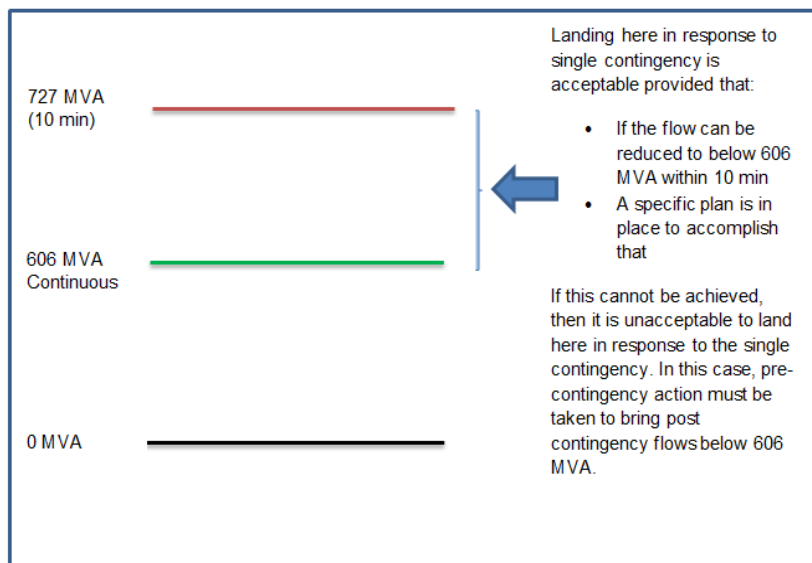 Landing here in response to
single contingency is
acceptable provided that:
727 MVA
(10 min)
• If the flow can be
reduced to below 606
MVA within 10 min
• A specific plan is in
place to accomplish
that
606 MVA
Continuous
If this cannot be achieved,
then it is unacceptable to land
here in response to the single
contingency. In this case, pre-
contingency action must be
taken to bring post
contingency flows below 606
MVA.
0 MVA